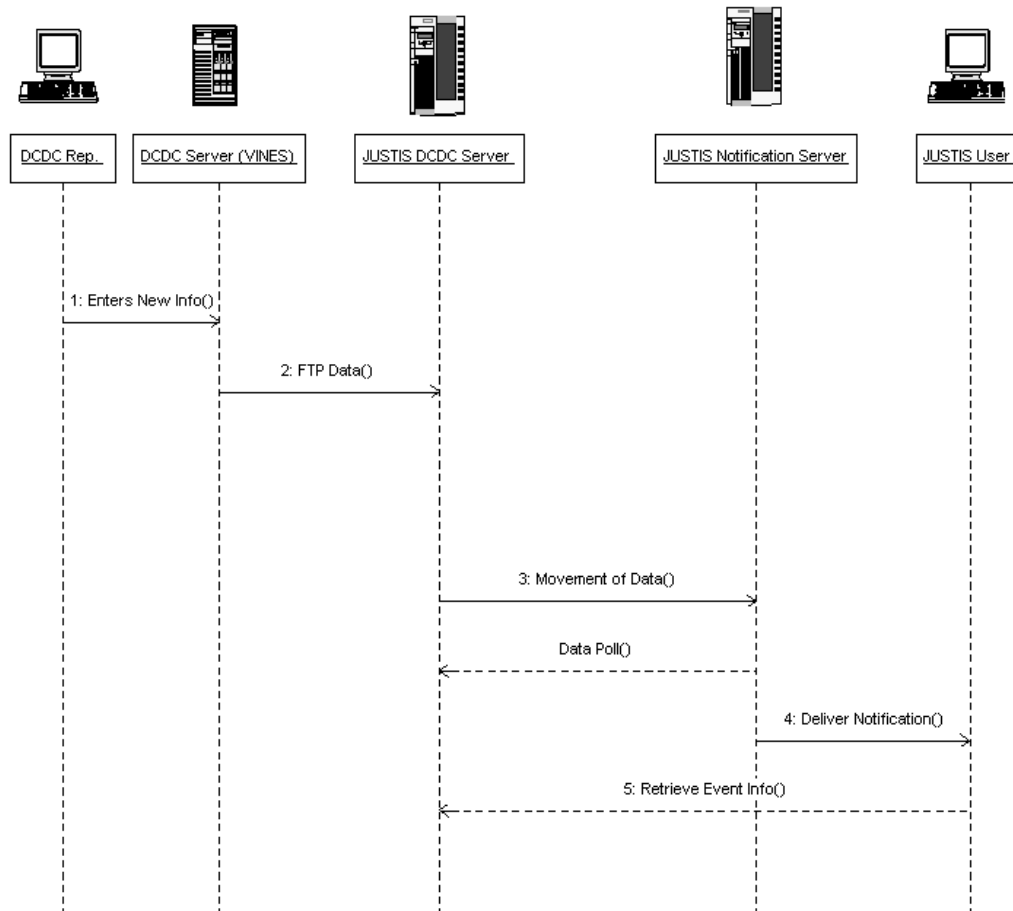 DCDC Rep.
DCDC Server (VINES)
JUSTIS DCDC Server
JUSTIS Notification Server
JUSTIS User
1: Enters New Info()
2: FTP Data()
3: Movement of Data()
Data Poll()
4: Deliver Notification()
5: Retrieve Event Info()